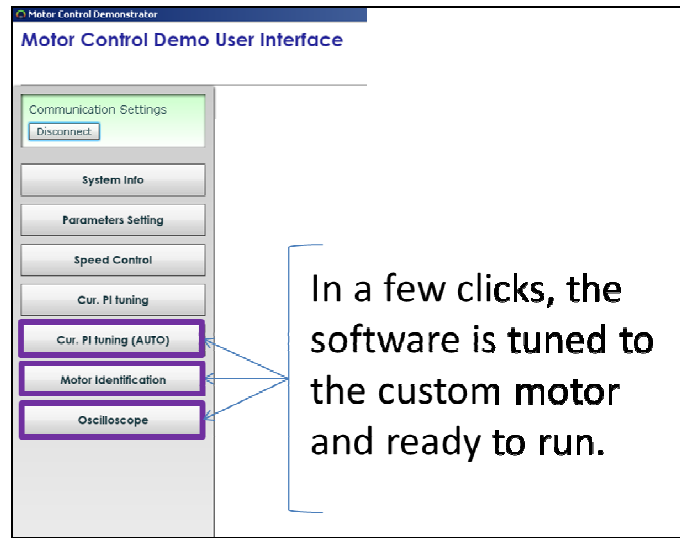 Motor Control Demonstrator
Motor Control Demo User Interface
Communication Settings
Disconnect
System Info
Parameters Setting
Speed Control
Cur. PI tuning
Cur. PI tuning (AUTO)
Motor Identification
Oscilloscope
In a few clicks, the
software is tuned to
the custom motor
and ready to run.